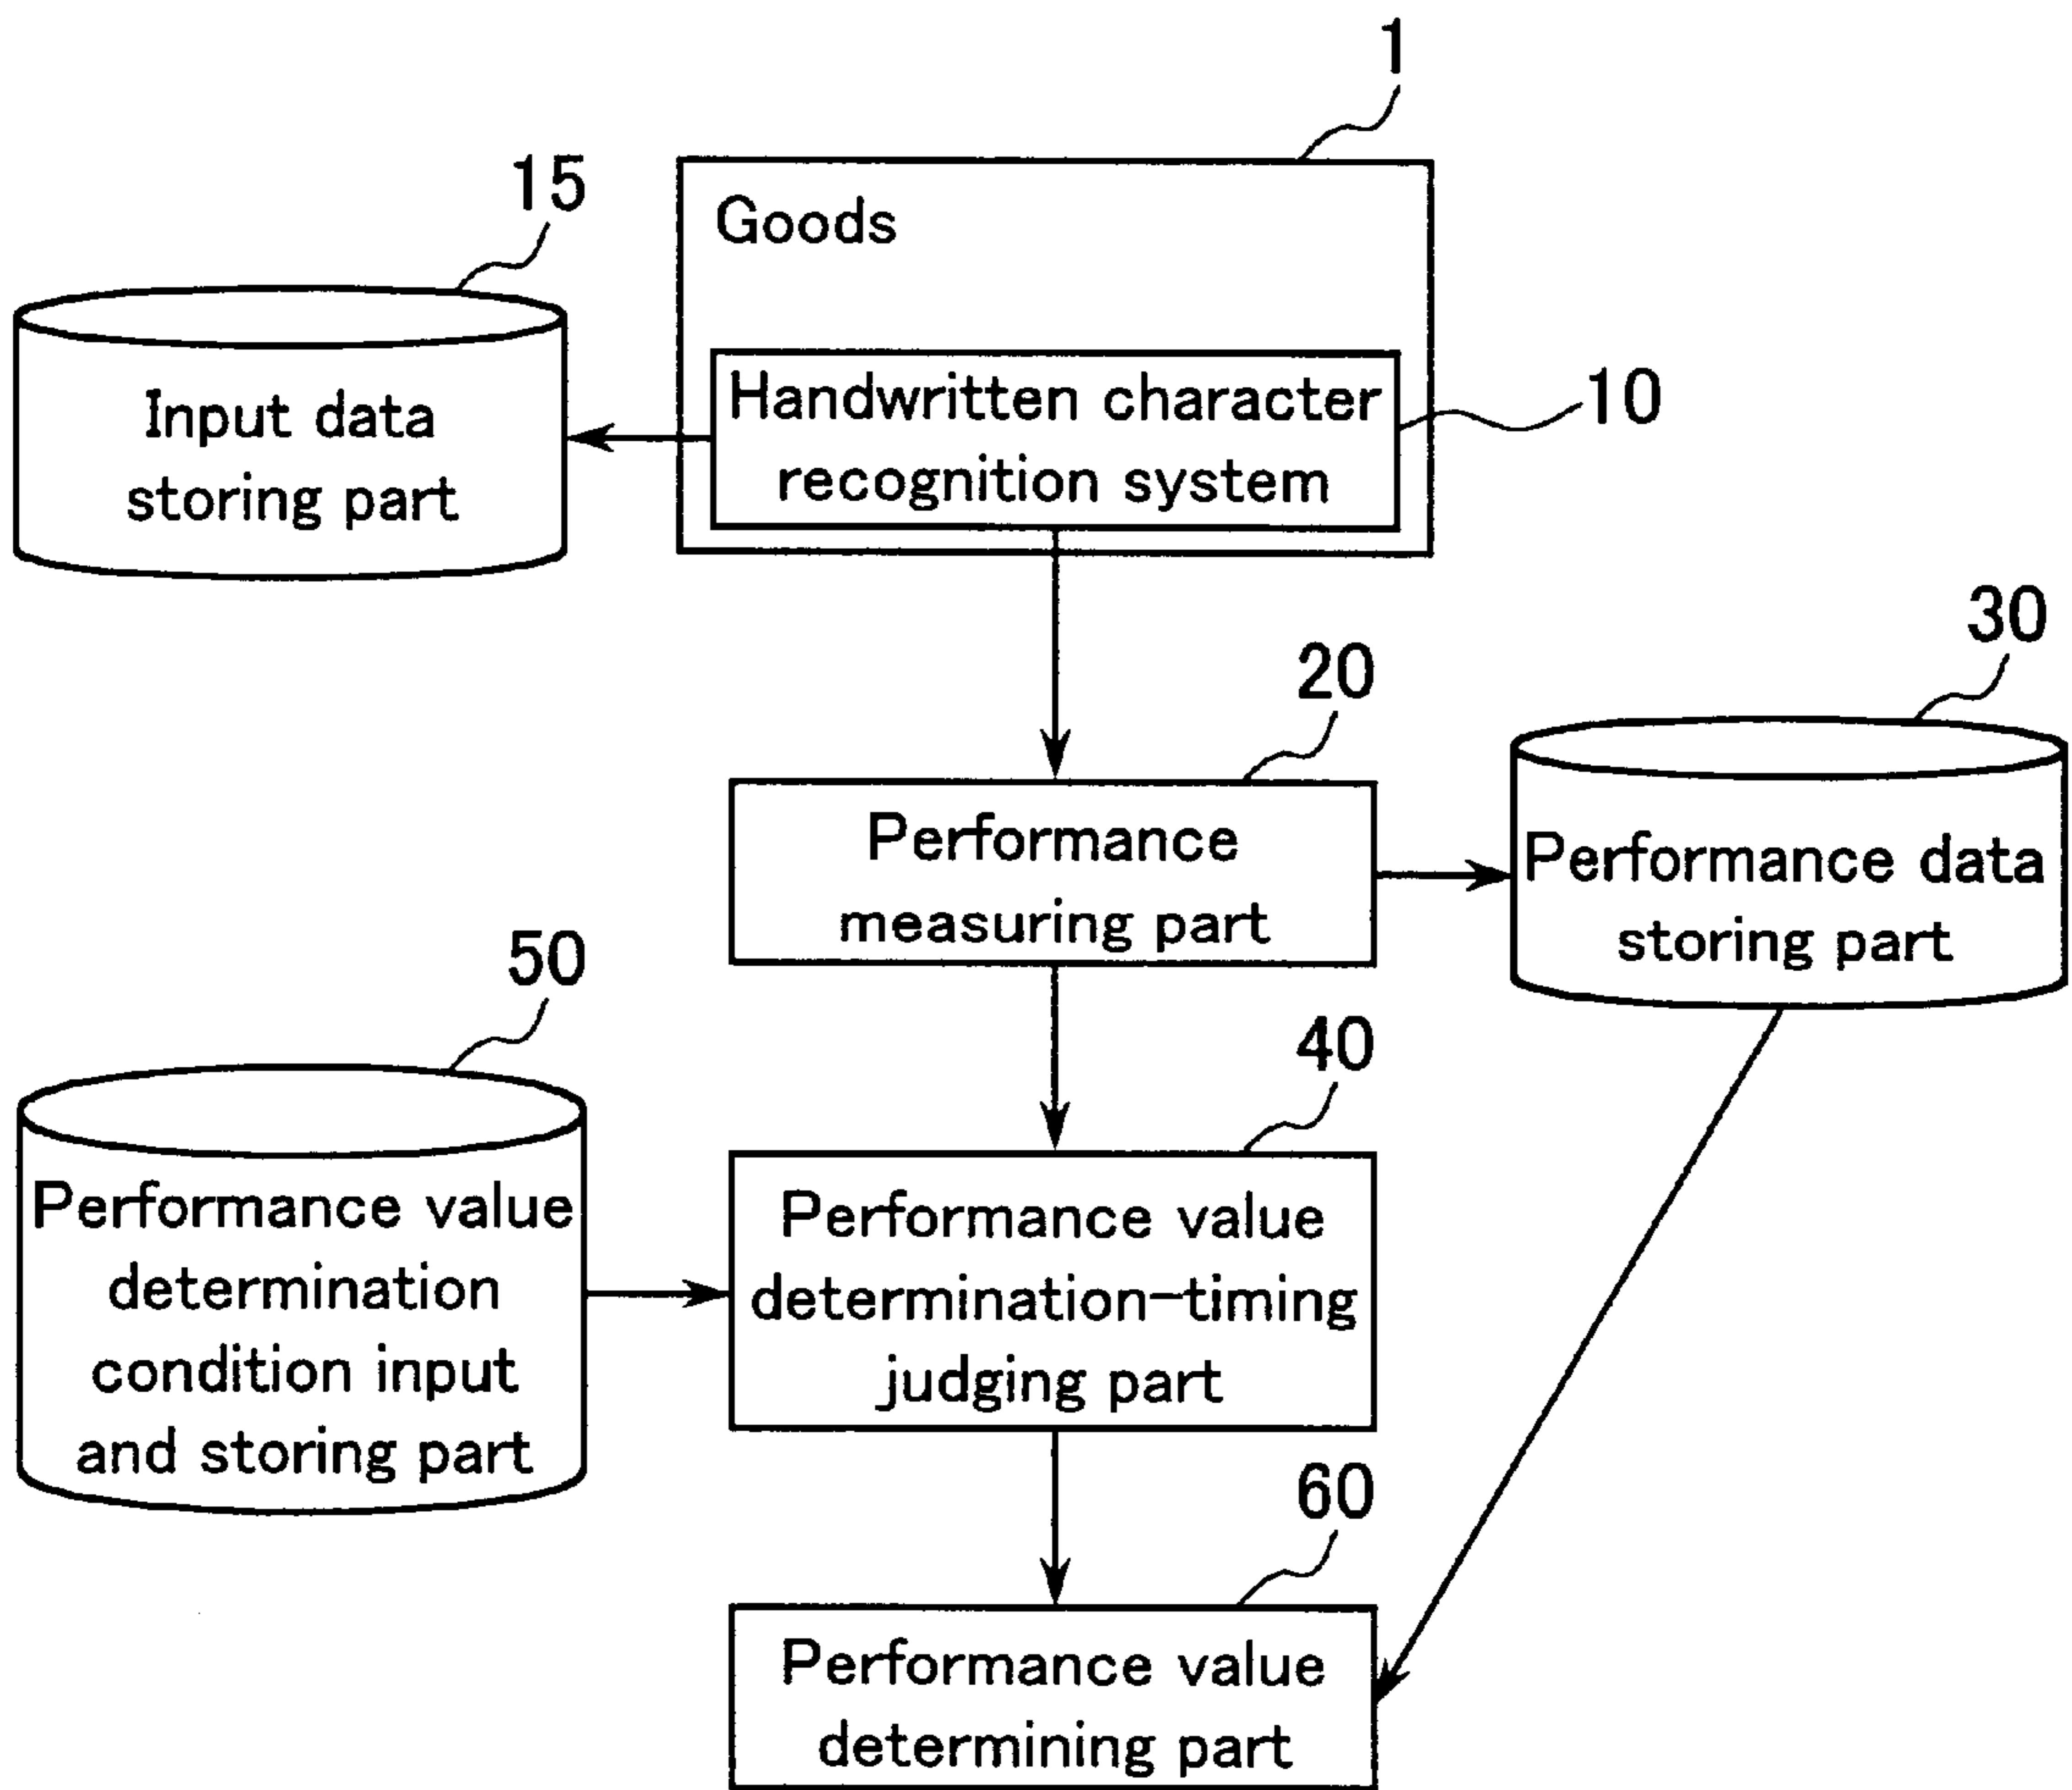 1
15
Goods
Input data
storing part
Handwritten character
recognition system
10
30
20
Performance
measuring part
Performance data
storing part
50
40
Performance value
determination
condition input
and storing part
Performance value
determination-timing
judging part
60
Performance value
determining part